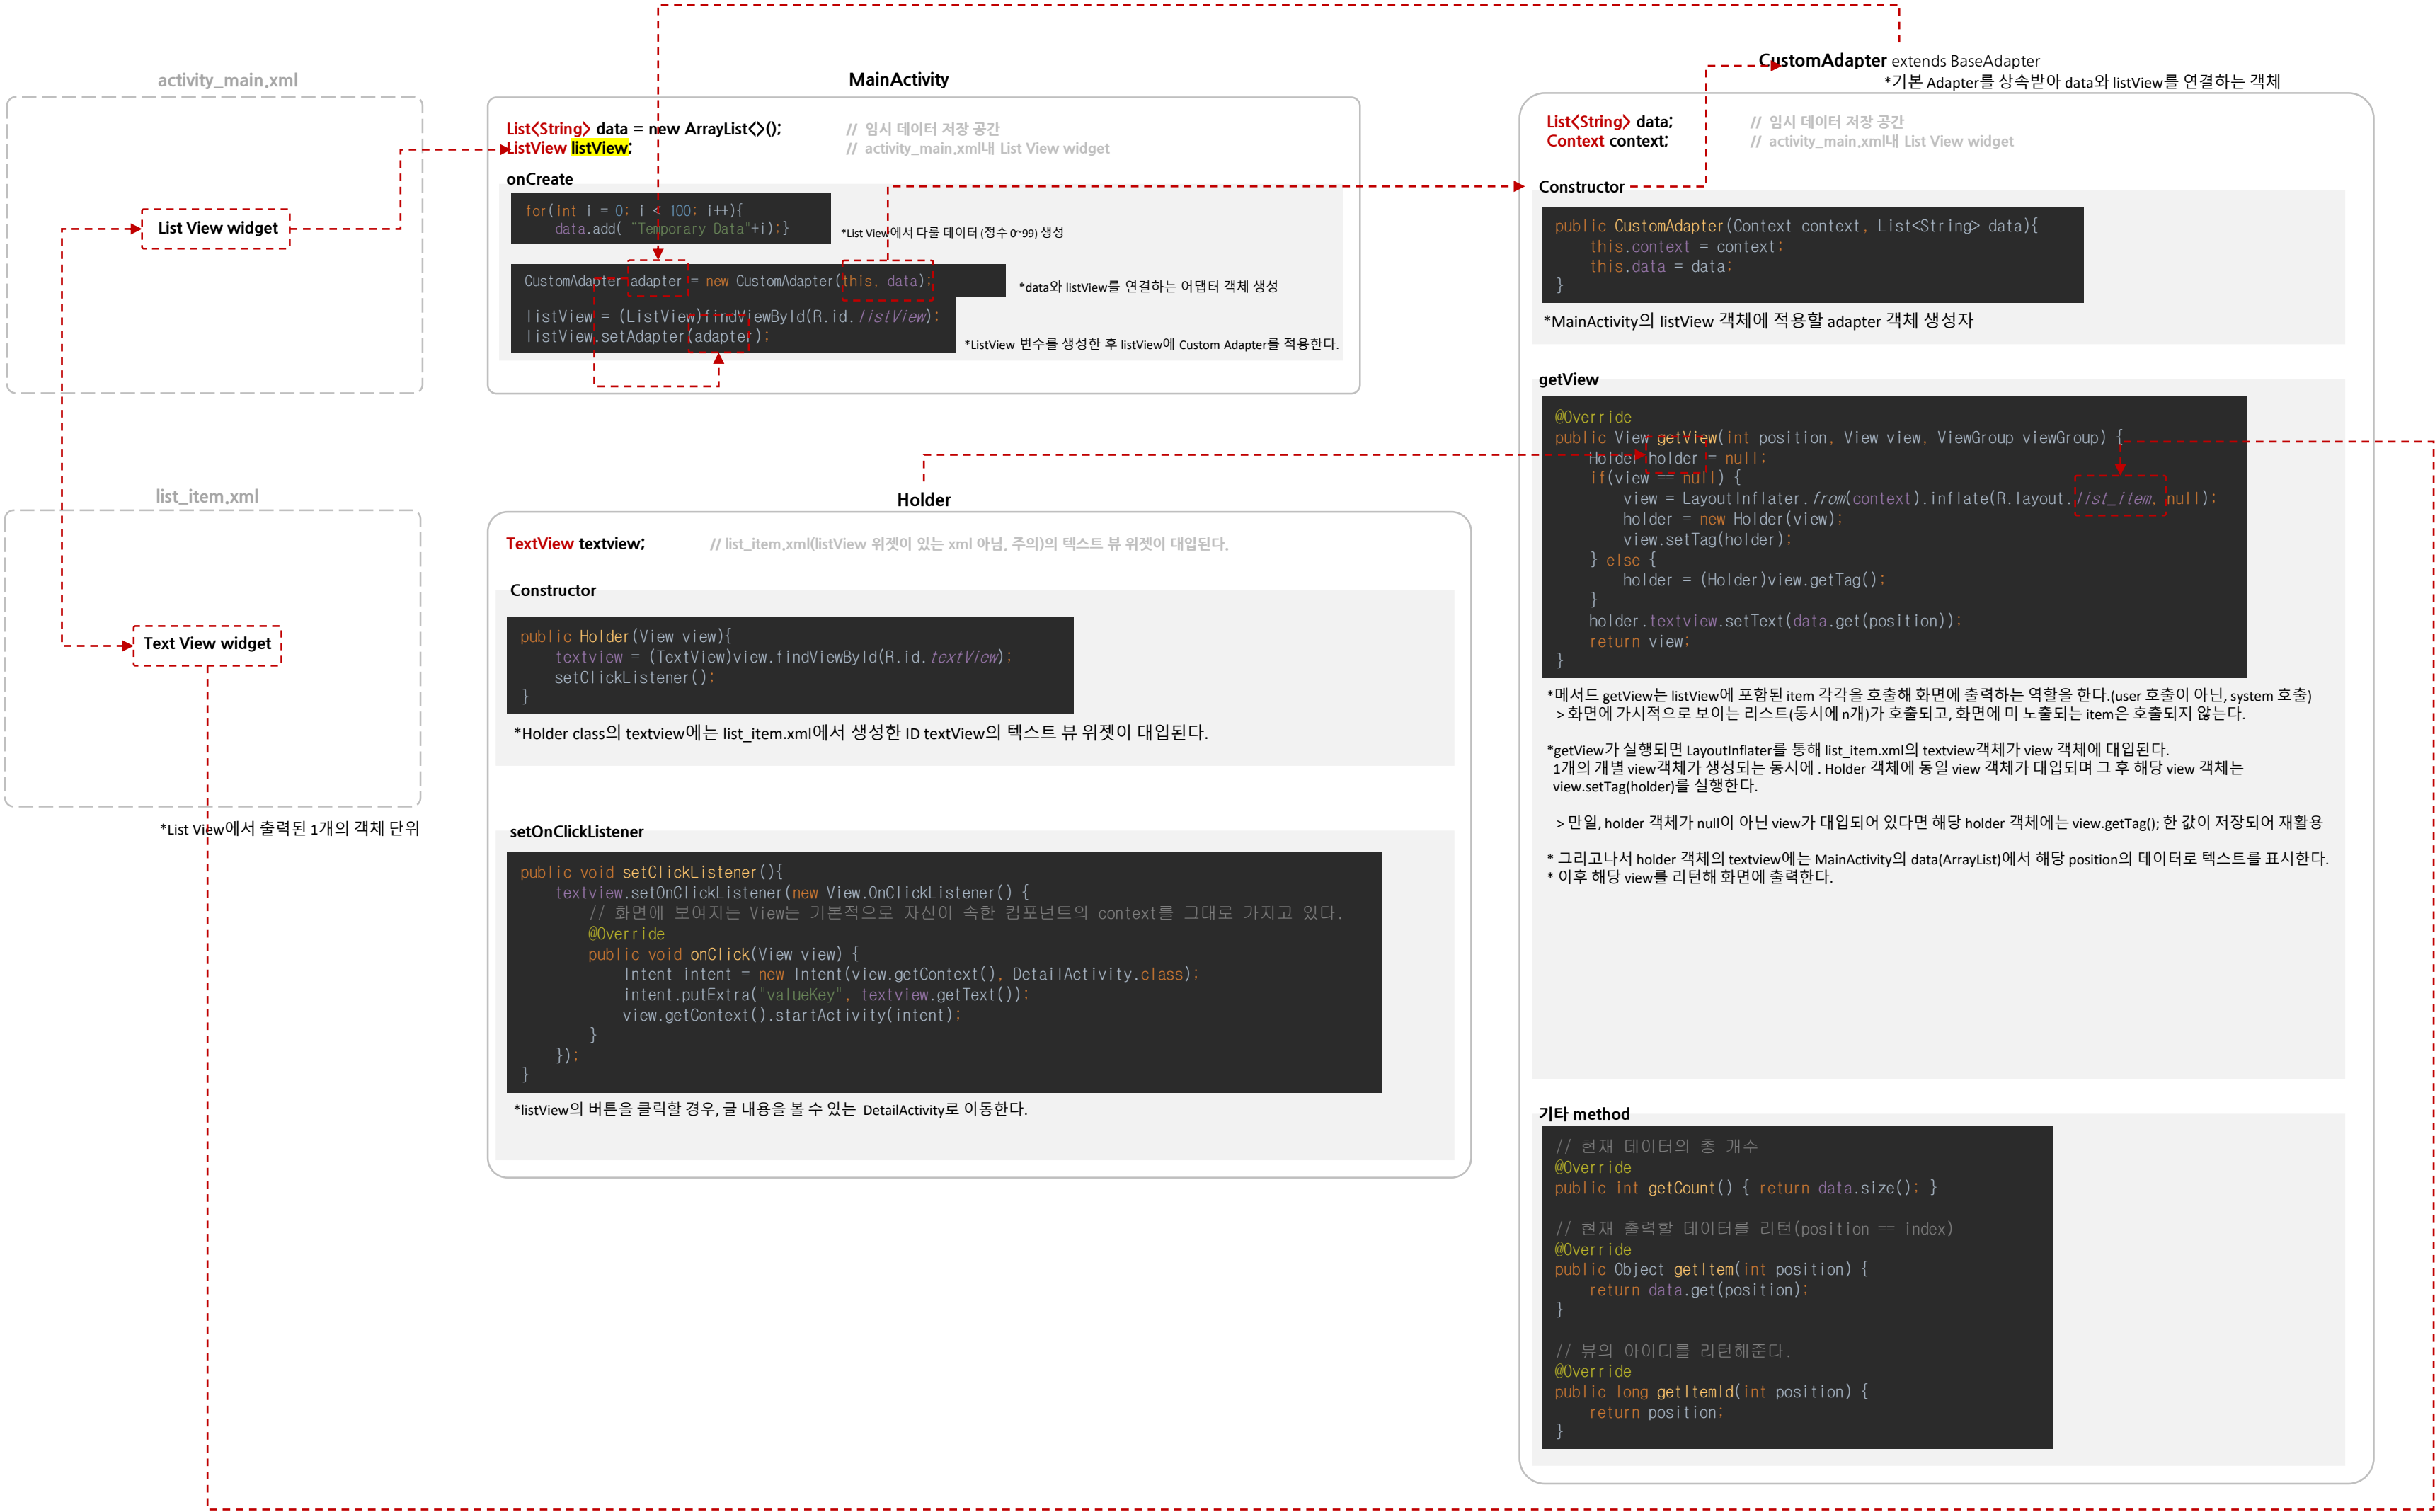 activity_main.xml
List View widget
list_item.xml
Text View widget
*List View에서 출력된 1개의 객체 단위
MainActivity
List<String> data = new ArrayList<>(); // 임시 데이터 저장 공간
ListView listView; // activity_main.xml내 List View widget
onCreate
for(int i = 0; i < 100; i++){
data.add( “Temporary Data"+i);}
*List View에서 다룰 데이터 (정수 0~99) 생성
CustomAdapter adapter = new CustomAdapter(this, data);
*data와 listView를 연결하는 어댑터 객체 생성
listView = (ListView)findViewById(R.id.listView);
listView.setAdapter(adapter);
*ListView 변수를 생성한 후 listView에 Custom Adapter를 적용한다.
Holder
TextView textview; // list_item.xml(listView 위젯이 있는 xml 아님, 주의)의 텍스트 뷰 위젯이 대입된다.
Constructor
public Holder(View view){
textview = (TextView)view.findViewById(R.id.textView);
setClickListener();
}
*Holder class의 textview에는 list_item.xml에서 생성한 ID textView의 텍스트 뷰 위젯이 대입된다.
setOnClickListener
public void setClickListener(){
textview.setOnClickListener(new View.OnClickListener() {
// 화면에 보여지는 View는 기본적으로 자신이 속한 컴포넌트의 context를 그대로 가지고 있다.
@Override
public void onClick(View view) {
Intent intent = new Intent(view.getContext(), DetailActivity.class);
intent.putExtra("valueKey", textview.getText());
view.getContext().startActivity(intent);
}
});
}
*listView의 버튼을 클릭할 경우, 글 내용을 볼 수 있는 DetailActivity로 이동한다.
CustomAdapter extends BaseAdapter
*기본 Adapter를 상속받아 data와 listView를 연결하는 객체
List<String> data; // 임시 데이터 저장 공간
Context context; // activity_main.xml내 List View widget
Constructor
public CustomAdapter(Context context, List<String> data){
this.context = context;
this.data = data;
}
*MainActivity의 listView 객체에 적용할 adapter 객체 생성자
getView
@Override
public View getView(int position, View view, ViewGroup viewGroup) {
Holder holder = null;
if(view == null) {
view = LayoutInflater.from(context).inflate(R.layout.list_item, null);
holder = new Holder(view);
view.setTag(holder);
} else {
holder = (Holder)view.getTag();
}
holder.textview.setText(data.get(position));
return view;
}
*메서드 getView는 listView에 포함된 item 각각을 호출해 화면에 출력하는 역할을 한다.(user 호출이 아닌, system 호출)
> 화면에 가시적으로 보이는 리스트(동시에 n개)가 호출되고, 화면에 미 노출되는 item은 호출되지 않는다.
*getView가 실행되면 LayoutInflater를 통해 list_item.xml의 textview객체가 view 객체에 대입된다.
1개의 개별 view객체가 생성되는 동시에 . Holder 객체에 동일 view 객체가 대입되며 그 후 해당 view 객체는
view.setTag(holder)를 실행한다.
> 만일, holder 객체가 null이 아닌 view가 대입되어 있다면 해당 holder 객체에는 view.getTag(); 한 값이 저장되어 재활용
* 그리고나서 holder 객체의 textview에는 MainActivity의 data(ArrayList)에서 해당 position의 데이터로 텍스트를 표시한다.
* 이후 해당 view를 리턴해 화면에 출력한다.
기타 method
// 현재 데이터의 총 개수
@Override
public int getCount() { return data.size(); }
// 현재 출력할 데이터를 리턴(position == index)
@Override
public Object getItem(int position) {
return data.get(position);
}
// 뷰의 아이디를 리턴해준다.
@Override
public long getItemId(int position) {
return position;
}